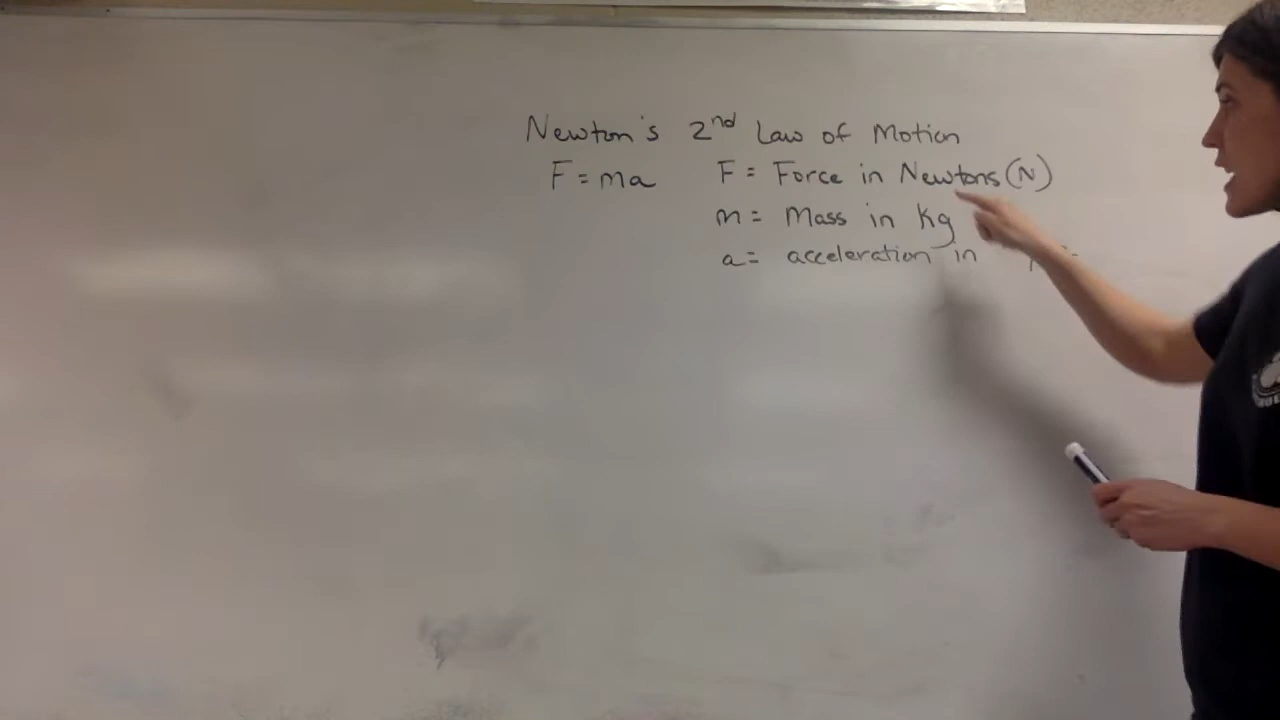 Newton's 2nd Law of Motion
F = ma F = Force in Newtons (N)
m = Mass in kg
a = acceleration in